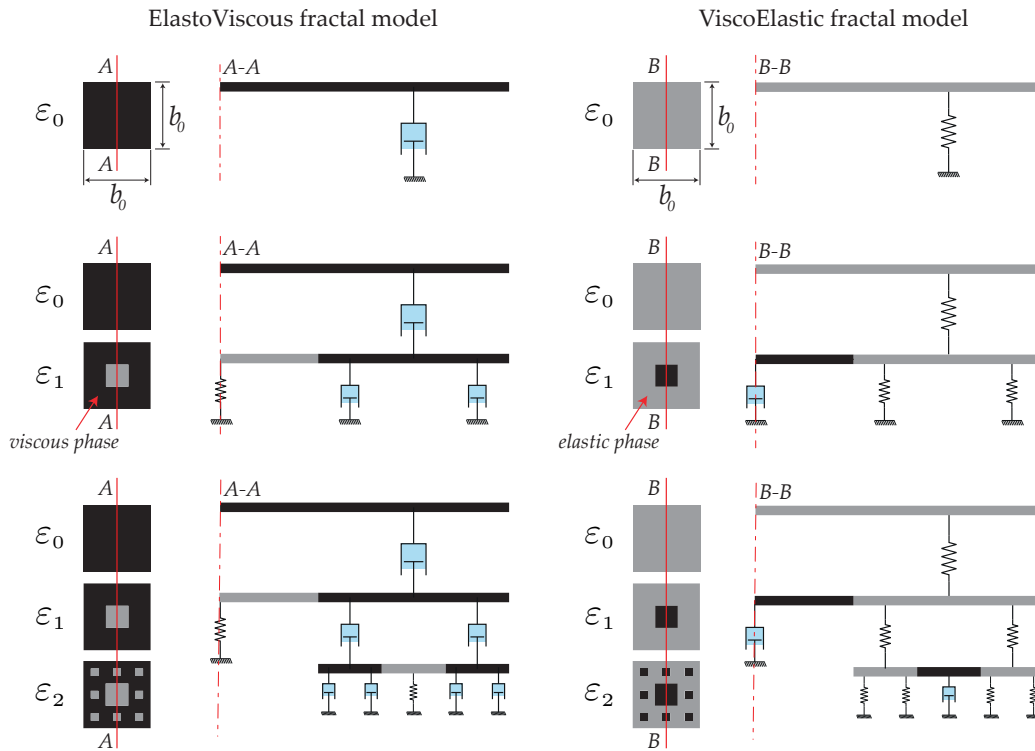 ElastoViscous fractal model
ViscoElastic fractal model
A
A-A
ε₀
b₀
A
b₀
B
B-B
ε₀
b₀
B
b₀
A
A-A
ε₀
ε₁
A
viscous phase
B
B-B
ε₀
ε₁
B
elastic phase
A
A-A
ε₀
ε₁
ε₂
A
B
B-B
ε₀
ε₁
ε₂
B